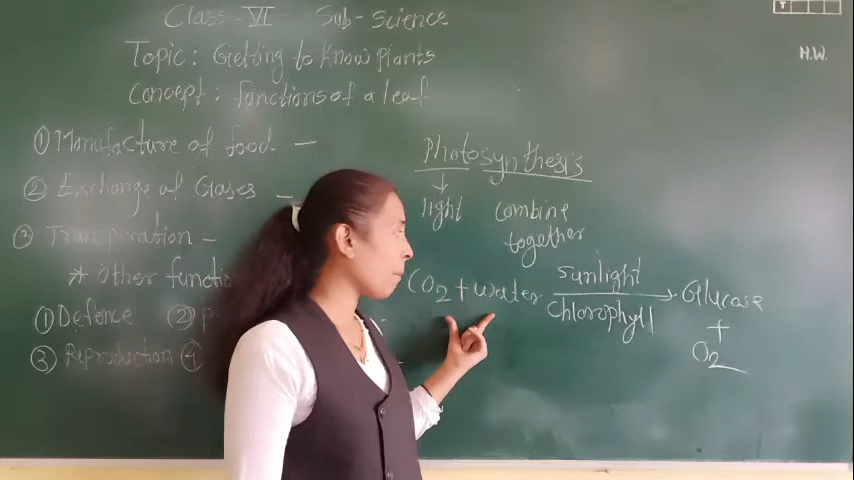 Class-VI Sub-Science
Topic: Getting to Know Plants
Concept: functions of a leaf
H.W.
① Manufacture of food -
② Exchange of Gases -
③ Transpiration -
* other functio
① Defence ②
③ Reproduction ④
Photosynthesis
light combine
together
CO2 + water sunlight → Glucose
chlorophyll
+
O2